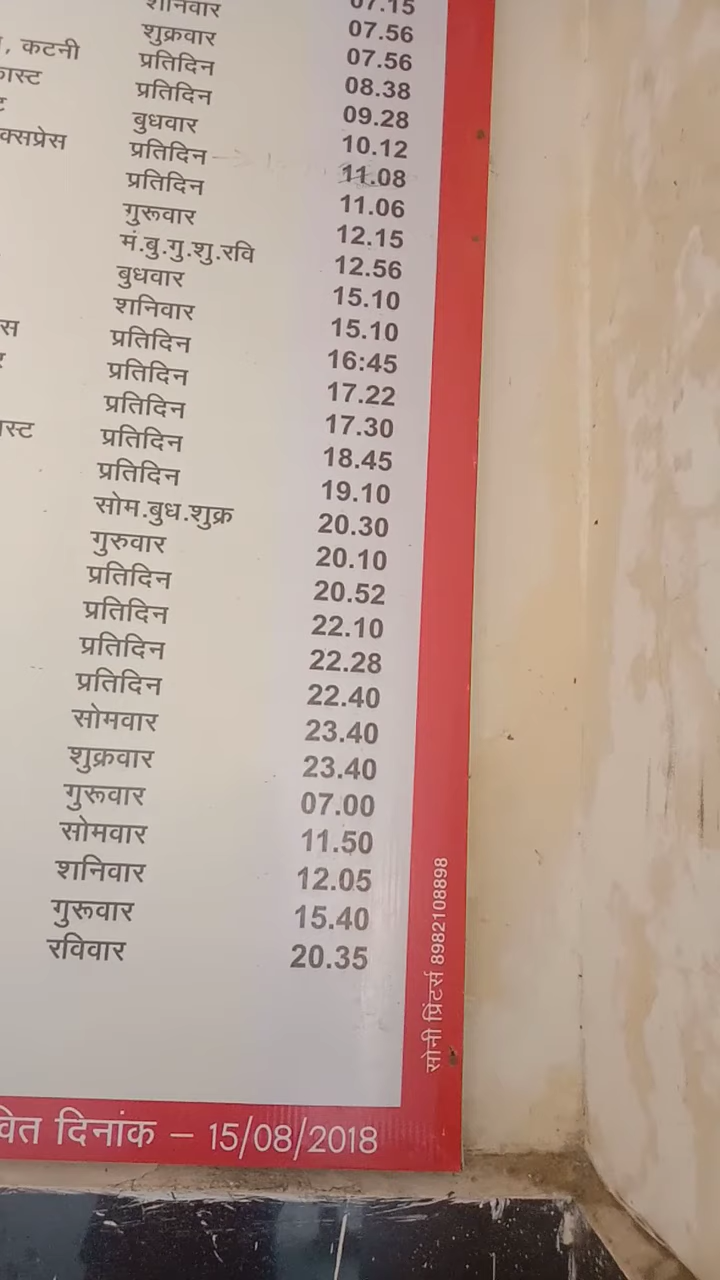 07.15
शनिवार 07.56
शुक्रवार 07.56
, कटनी प्रतिदिन 08.38
प्रतिदिन 09.28
बुधवार 10.12
क्सप्रेस प्रतिदिन 11.08
प्रतिदिन 11.06
गुरूवार 12.15
मं.बु.गु.शु.रवि 12.56
बुधवार 15.10
शनिवार 15.10
प्रतिदिन 16:45
प्रतिदिन 17.22
प्रतिदिन 17.30
प्रतिदिन 18.45
प्रतिदिन 19.10
सोम.बुध.शुक्र 20.30
गुरुवार 20.10
प्रतिदिन 20.52
प्रतिदिन 22.10
प्रतिदिन 22.28
प्रतिदिन 22.40
सोमवार 23.40
शुक्रवार 23.40
गुरूवार 07.00
सोमवार 11.50
शनिवार 12.05
गुरूवार 15.40
रविवार 20.35
सोनी प्रिंटर्स 8982108898
दिनांक – 15/08/2018